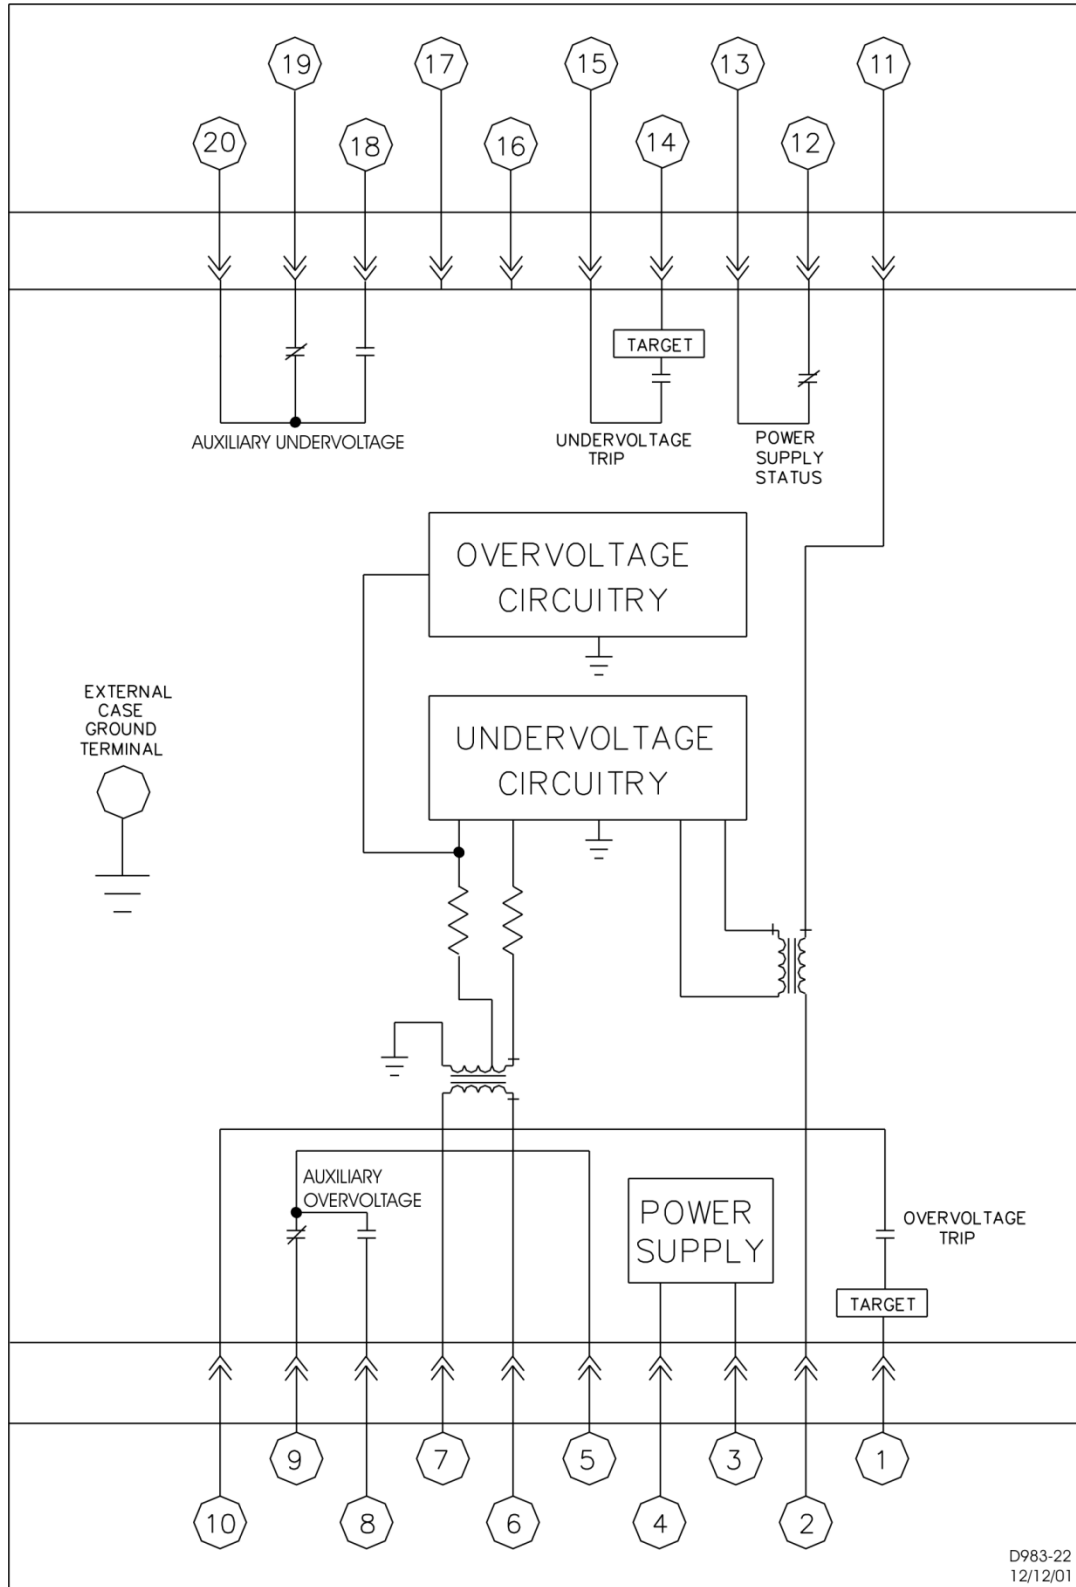 19
17
15
13
11
20
18
16
14
12
TARGET
AUXILIARY UNDERVOLTAGE
UNDERVOLTAGE
TRIP
POWER
SUPPLY
STATUS
OVERVOLTAGE
CIRCUITRY
EXTERNAL
CASE
GROUND
TERMINAL
UNDERVOLTAGE
CIRCUITRY
AUXILIARY
OVERVOLTAGE
POWER
SUPPLY
OVERVOLTAGE
TRIP
TARGET
9
7
5
3
1
10
8
6
4
2
D983-22
12/12/01